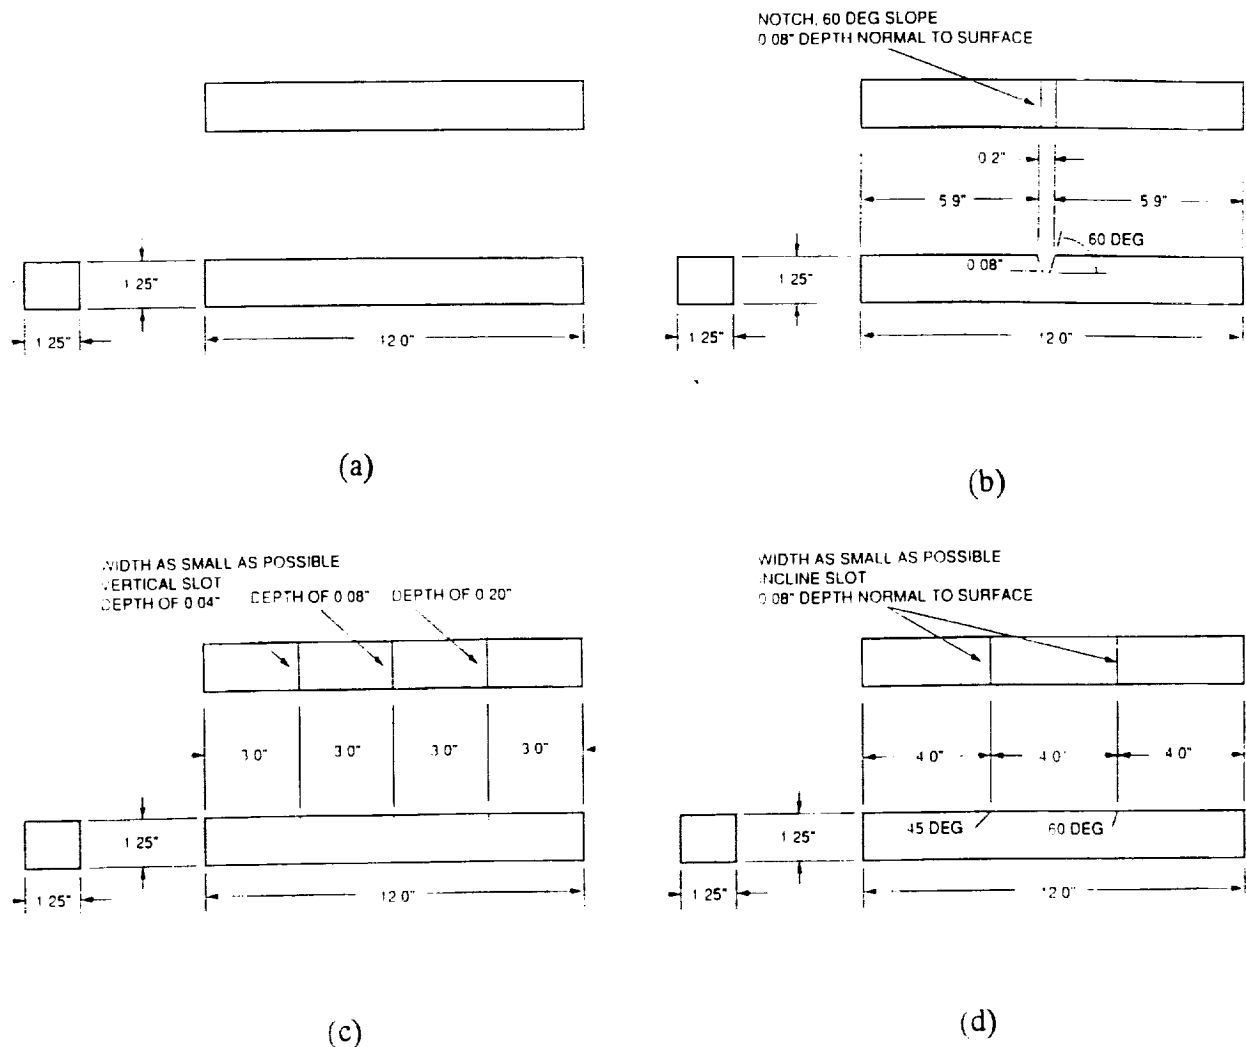 NOTCH, 60 DEG SLOPE
0.08" DEPTH NORMAL TO SURFACE
0.2"
5.9"
5.9"
60 DEG
0.08"
1.25"
1.25"
12.0"
1.25"
1.25"
12.0"
(a)
(b)
WIDTH AS SMALL AS POSSIBLE
VERTICAL SLOT
DEPTH OF 0.04"
DEPTH OF 0.08"
DEPTH OF 0.20"
WIDTH AS SMALL AS POSSIBLE
INCLINE SLOT
0.08" DEPTH NORMAL TO SURFACE
3.0"
3.0"
3.0"
3.0"
4.0"
4.0"
4.0"
1.25"
1.25"
12.0"
45 DEG
60 DEG
1.25"
1.25"
12.0"
(c)
(d)